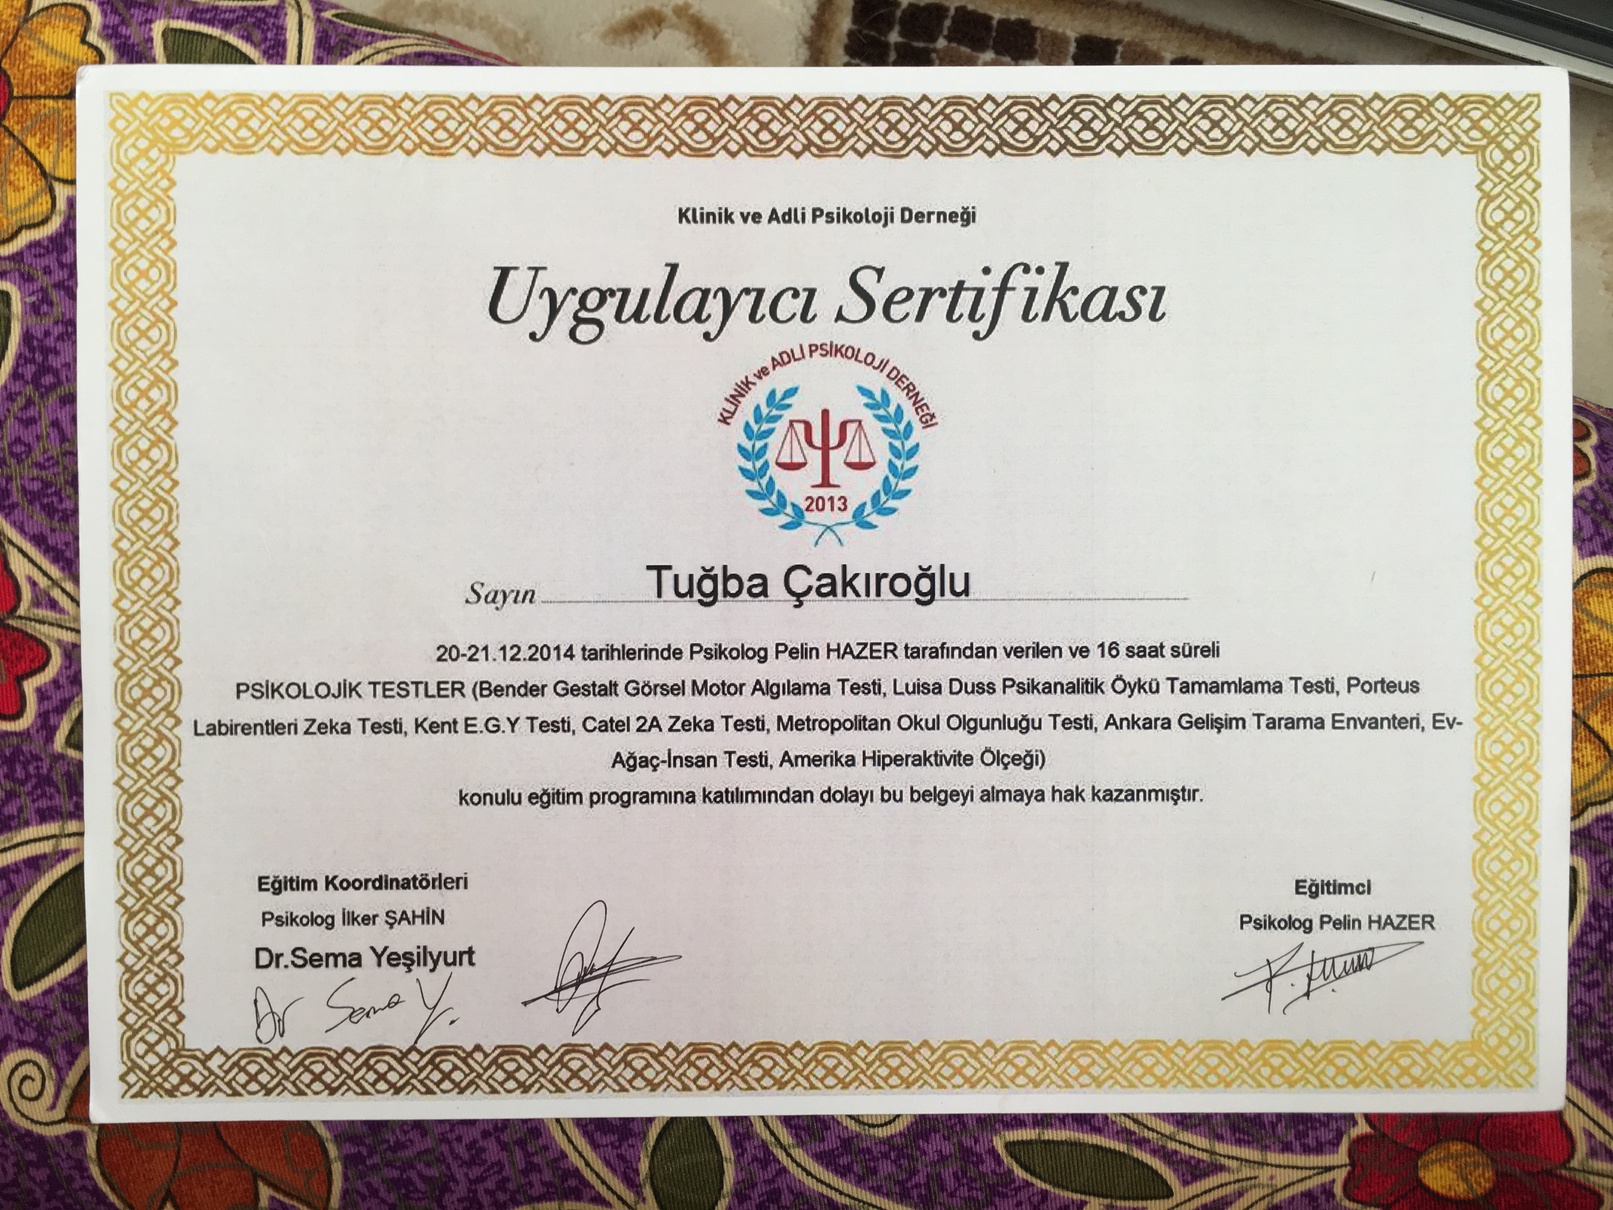 Klinik ve Adli Psikoloji Derneği
Uygulayıcı Sertifikası
KLİNİK ve ADLİ PSİKOLOJİ DERNEĞİ
2013
Sayın Tuğba Çakıroğlu
20-21.12.2014 tarihlerinde Psikolog Pelin HAZER tarafından verilen ve 16 saat süreli
PSİKOLOJİK TESTLER (Bender Gestalt Görsel Motor Algılama Testi, Luisa Duss Psikanalitik Öykü Tamamlama Testi, Porteus
Labirentleri Zeka Testi, Kent E.G.Y Testi, Catel 2A Zeka Testi, Metropolitan Okul Olgunluğu Testi, Ankara Gelişim Tarama Envanteri, Ev-
Ağaç-İnsan Testi, Amerika Hiperaktivite Ölçeği)
konulu eğitim programına katılımından dolayı bu belgeyi almaya hak kazanmıştır.
Eğitim Koordinatörleri
Psikolog İlker ŞAHİN
Dr.Sema Yeşilyurt
Dr Sema Y.
Eğitimci
Psikolog Pelin HAZER